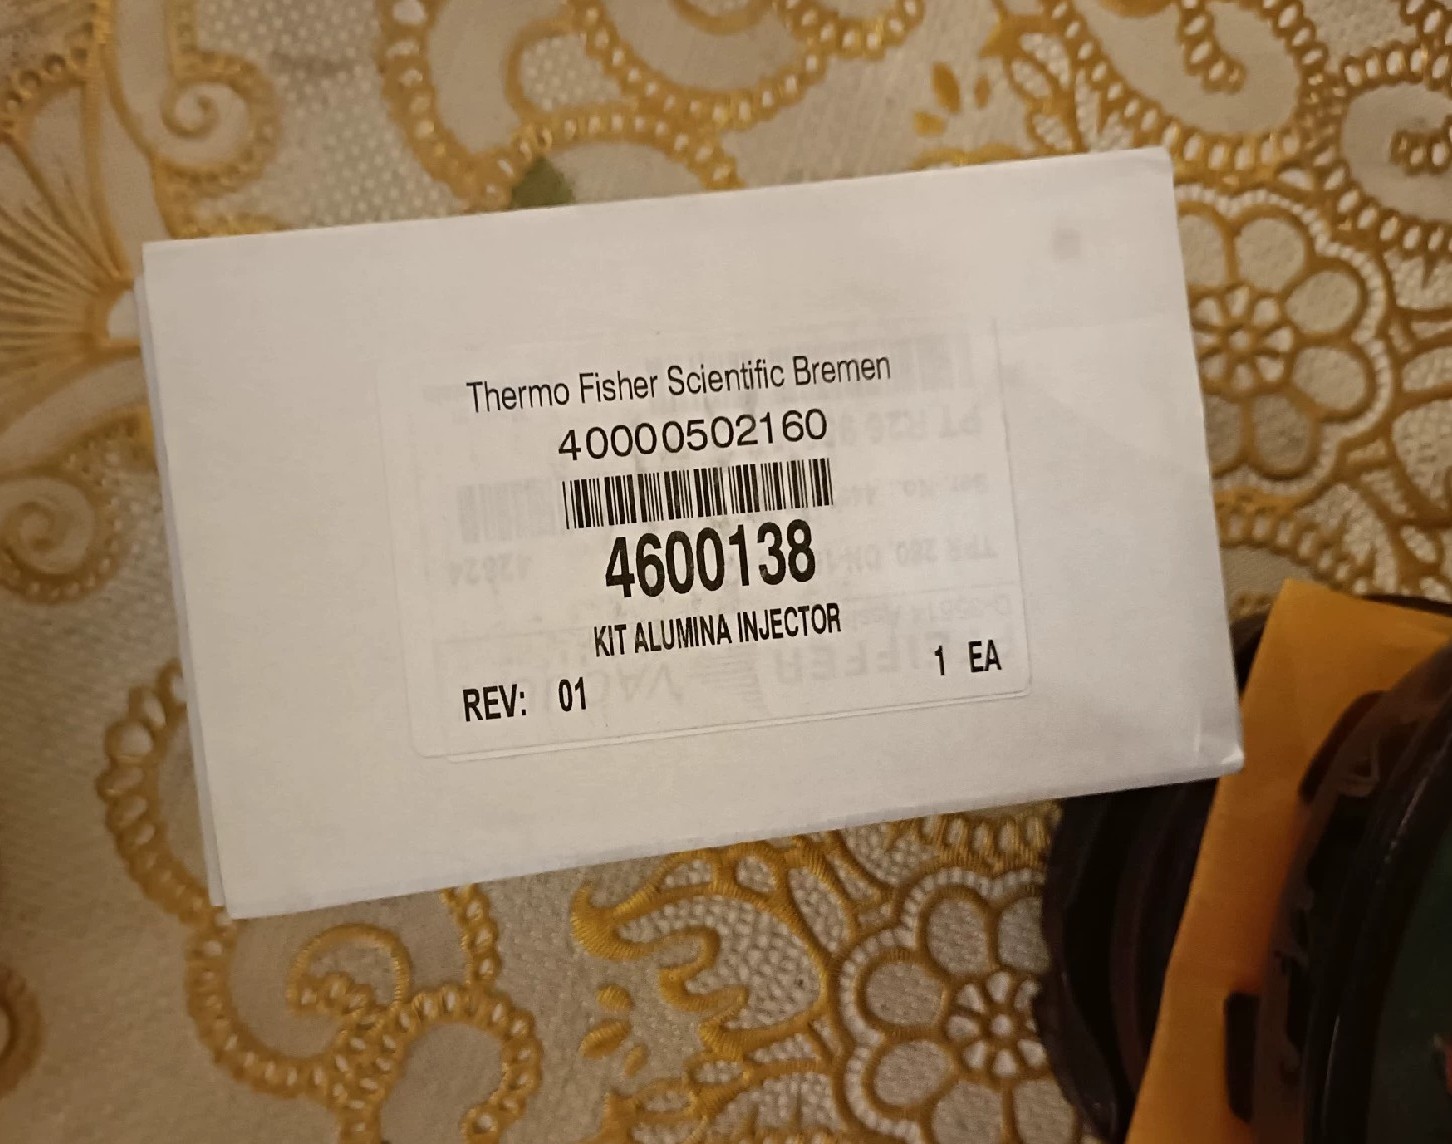 Thermo Fisher Scientific Bremen
40000502160
4600138
KIT ALUMINA INJECTOR
REV: 01
1 EA